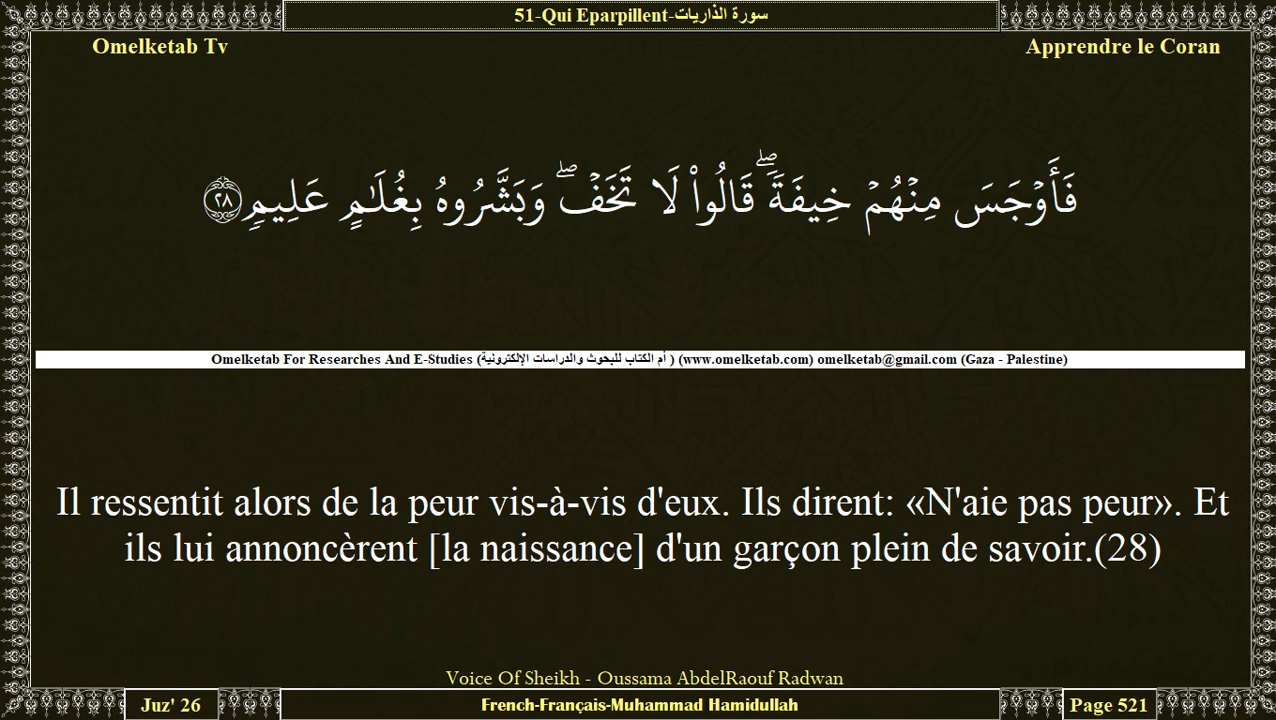 51-Qui Eparpillent-سورة الذاريات
Omelketab Tv
Apprendre le Coran
فَأَوۡجَسَ مِنۡهُمۡ خِيفَةٗۖ قَالُواْ لَا تَخَفۡۖ وَبَشَّرُوهُ بِغُلَٰمٍ عَلِيمٖ ٢٨
Omelketab For Researches And E-Studies (أم الكتاب للبحوث والدراسات الإلكترونية ) (www.omelketab.com) omelketab@gmail.com (Gaza - Palestine)
Il ressentit alors de la peur vis-à-vis d'eux. Ils dirent: «N'aie pas peur». Et
ils lui annoncèrent [la naissance] d'un garçon plein de savoir.(28)
Voice Of Sheikh - Oussama AbdelRaouf Radwan
Juz' 26
French-Français-Muhammad Hamidullah
Page 521